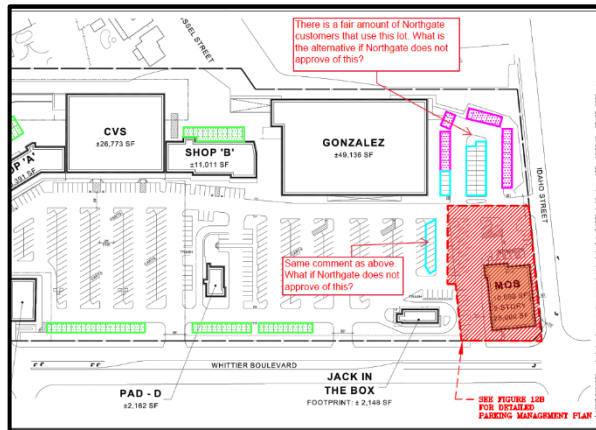 There is a fair amount of Northgate
customers that use this lot. What is
the alternative if Northgate does not
approve of this?
SSEL STREET
CVS
±26,773 SF
SHOP 'B'
±11,011 SF
GONZALEZ
±49,136 SF
OP 'A'
,391 SF
IDAHO STREET
Same comment as above.
What if Northgate does not
approve of this?
MOB
WHITTIER BOULEVARD
PAD - D
±2,182 SF
JACK IN
THE BOX
FOOTPRINT: ± 2,148 SF
SEE FIGURE 12B
FOR DETAILED
PARKING MANAGEMENT PLAN